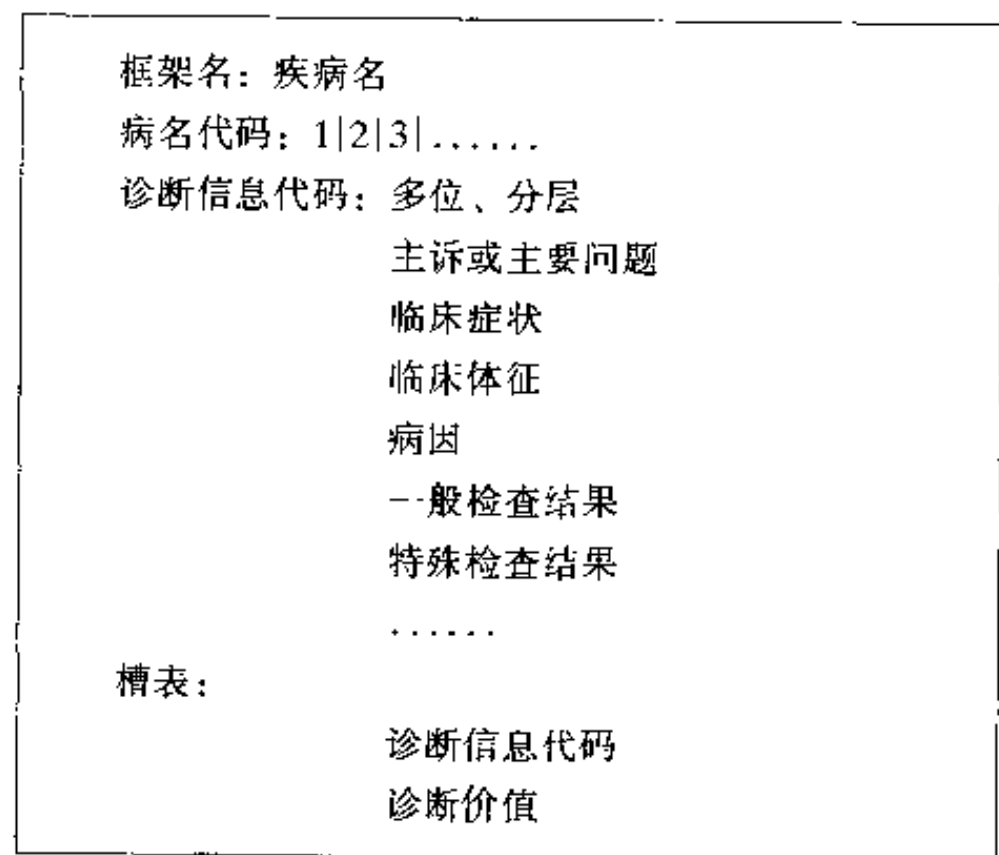 框架名：疾病名
病名代码：1|2|3|......
诊断信息代码：多位、分层
主诉或主要问题
临床症状
临床体征
病因
一般检查结果
特殊检查结果
......
槽表：
诊断信息代码
诊断价值